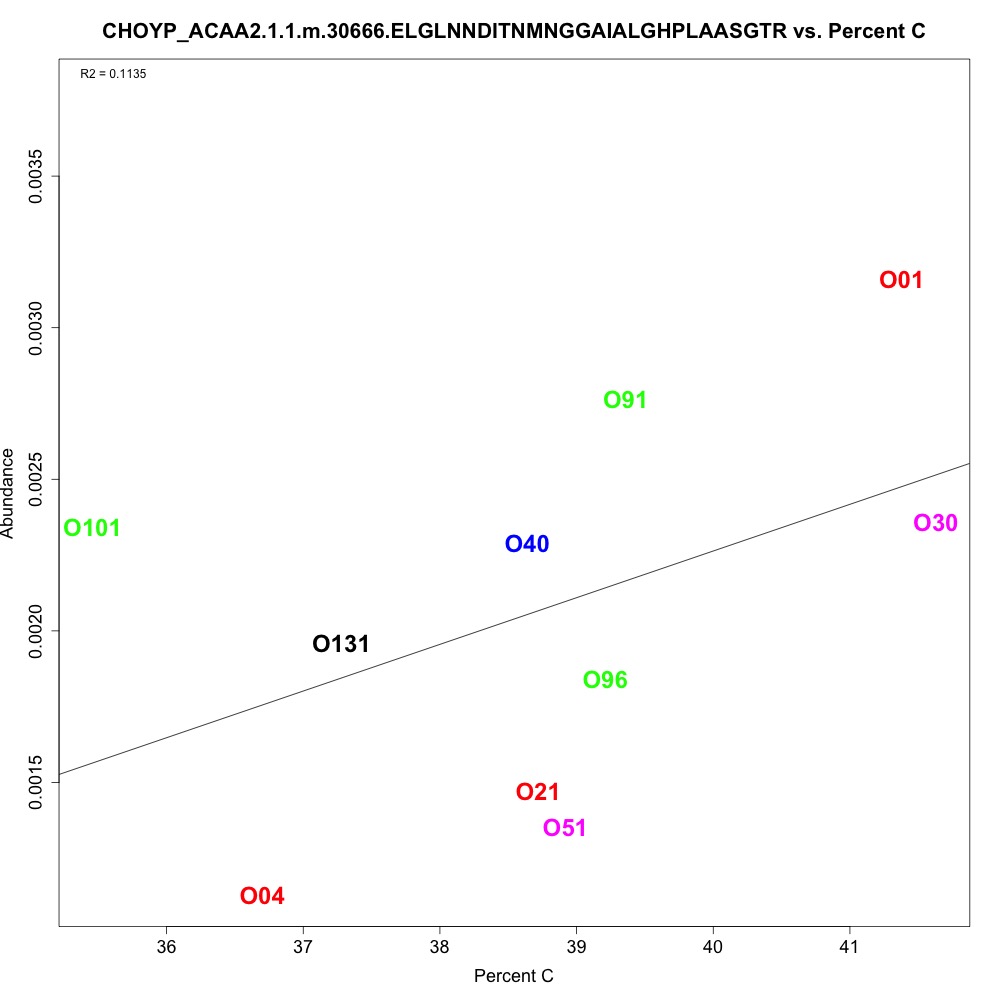 CHOYP_ACAA2.1.1.m.30666.ELGLNNDITNMNGGAIALGHPLAASGTR vs. Percent C
R2 = 0.1135
0.0035
O01
0.0030
O91
0.0025
Abundance
O30
O101
O40
0.0020
O131
O96
0.0015
O21
O51
O04
36 37 38 39 40 41
Percent C